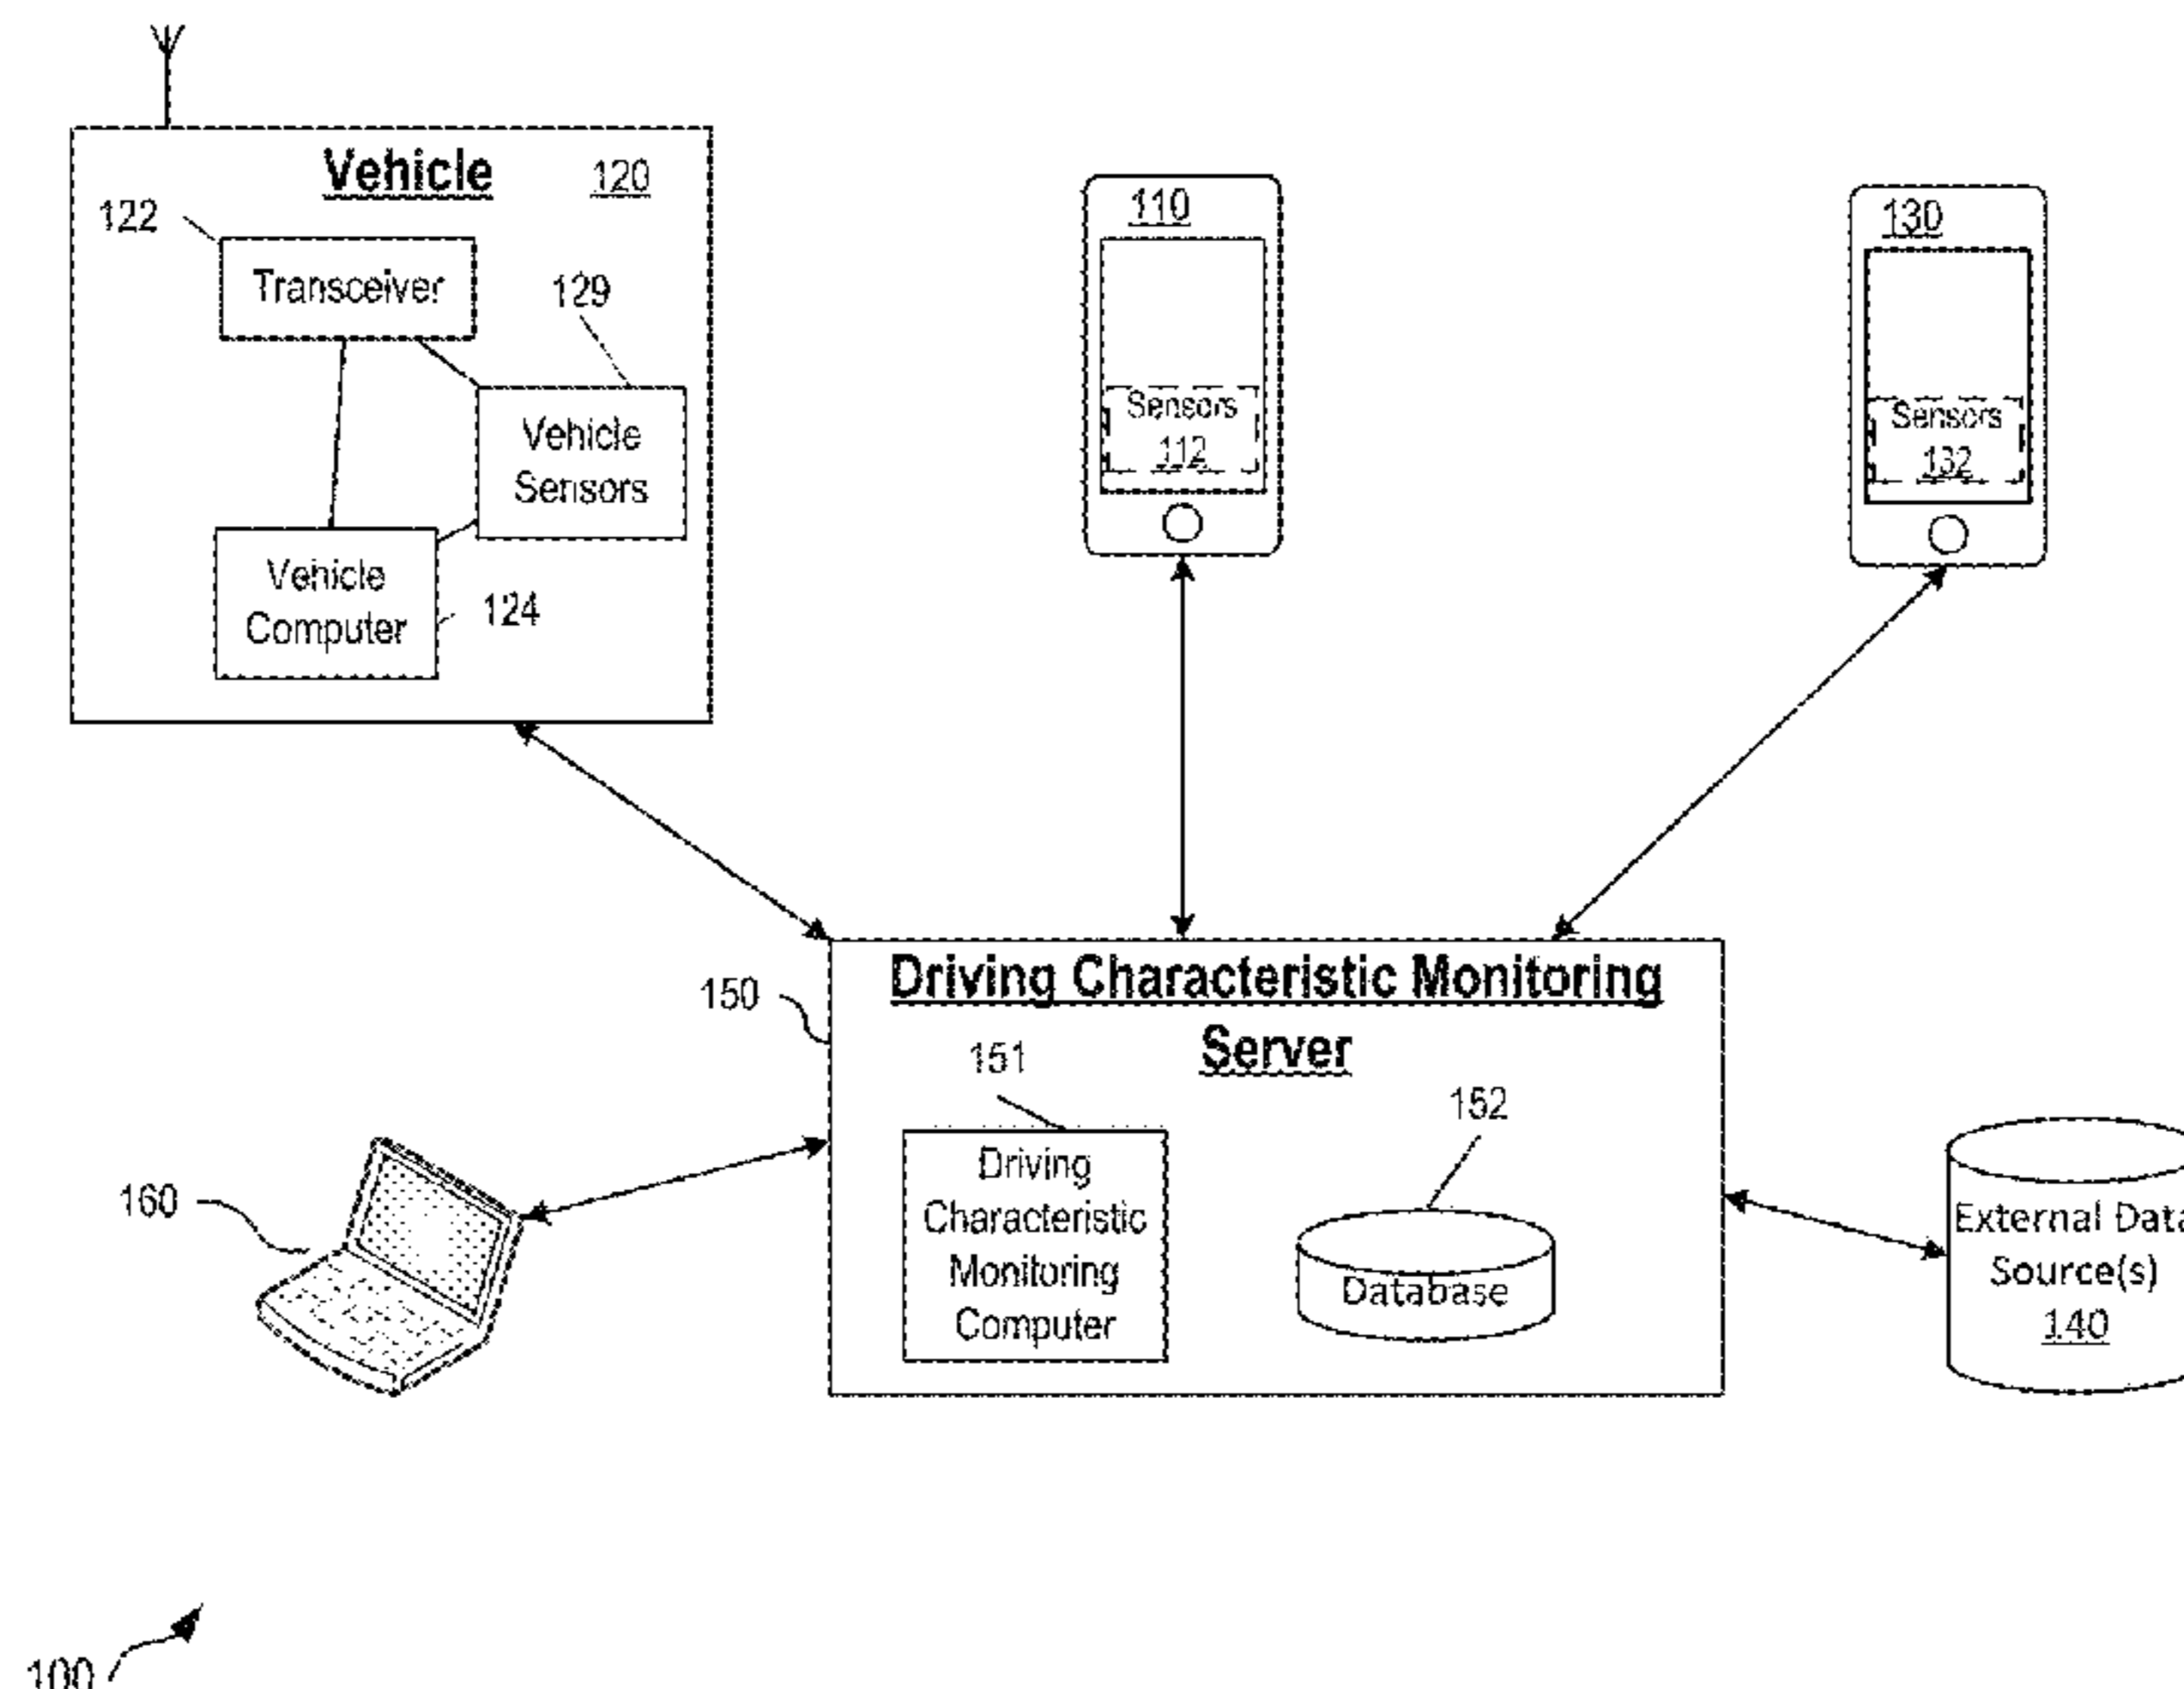 Vehicle 120
122
Transceiver
129
Vehicle
Sensors
Vehicle
Computer
124
110
Sensors
112
130
Sensors
132
150
Driving Characteristic Monitoring
Server
151
Driving
Characteristic
Monitoring
Computer
152
Database
160
External Data
Source(s)
140
100